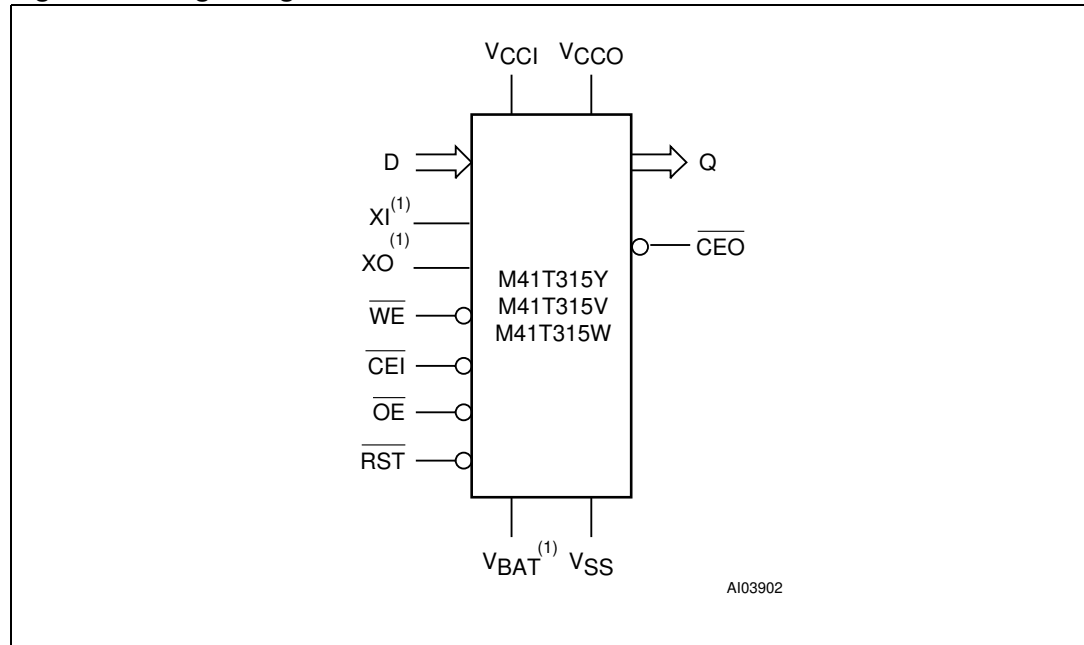 VCCI VCCO
D
Q
XI(1)
CEO
XO(1)
M41T315Y
M41T315V
M41T315W
WE
CEI
OE
RST
VBAT(1) VSS
AI03902